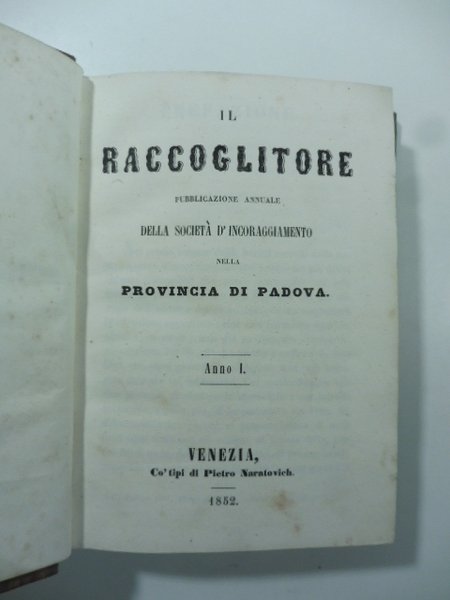 IL
RACCOGLITORE
PUBBLICAZIONE ANNUALE
DELLA SOCIETÀ D'INCORAGGIAMENTO
NELLA
PROVINCIA DI PADOVA.
Anno I.
VENEZIA,
Co' tipi di Pietro Naratovich.
1852.